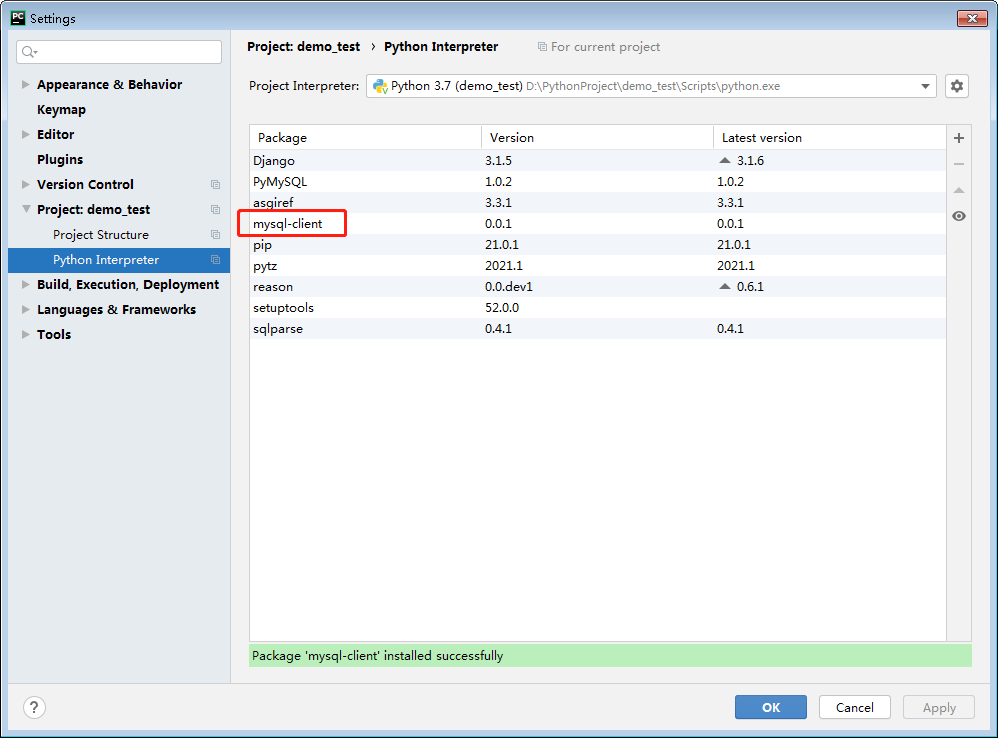 PC Settings
Project: demo_test › Python Interpreter For current project
Appearance & Behavior
Keymap
Editor
Plugins
Version Control
Project: demo_test
Project Structure
Python Interpreter
Build, Execution, Deployment
Languages & Frameworks
Tools
Project Interpreter: Python 3.7 (demo_test) D:\PythonProject\demo_test\Scripts\python.exe
Package Version Latest version
Django 3.1.5 3.1.6
PyMySQL 1.0.2 1.0.2
asgiref 3.3.1 3.3.1
mysql-client 0.0.1 0.0.1
pip 21.0.1 21.0.1
pytz 2021.1 2021.1
reason 0.0.dev1 0.6.1
setuptools 52.0.0
sqlparse 0.4.1 0.4.1
Package 'mysql-client' installed successfully
? OK Cancel Apply